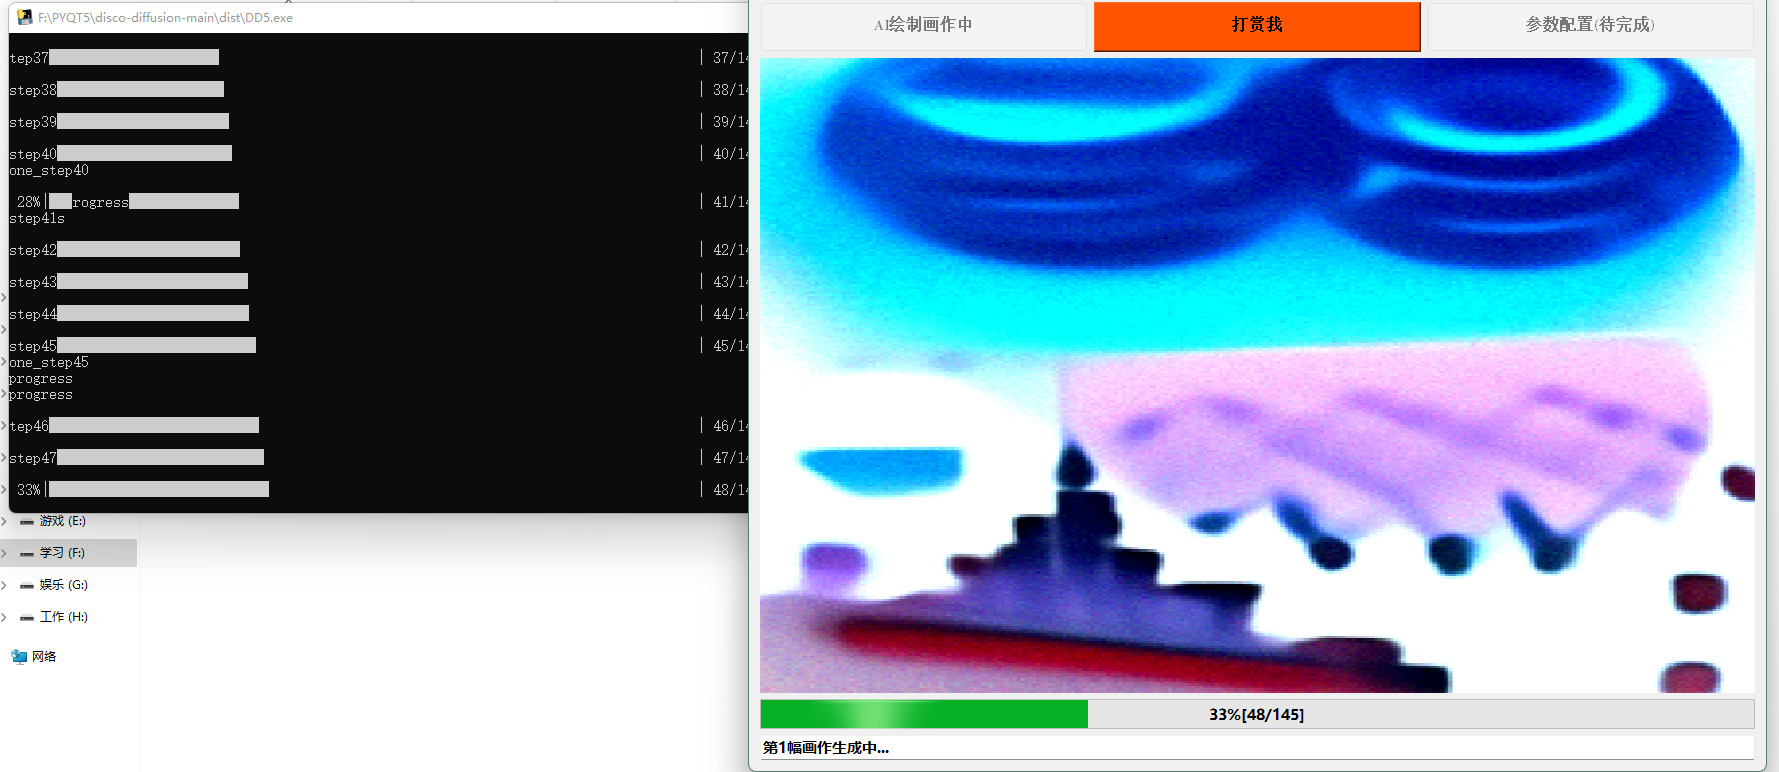 F:\PYQT5\disco-diffusion-main\dist\DD5.exe
tep37 | 37/14
step38 | 38/14
step39 | 39/14
step40 | 40/14
one_step40
28%| rogress | 41/14
step41s
step42 | 42/14
step43 | 43/14
step44 | 44/14
step45 | 45/14
one_step45
progress
progress
tep46 | 46/14
step47 | 47/14
33%| | 48/14
游戏 (E:)
学习 (F:)
娱乐 (G:)
工作 (H:)
网络
AI绘制画作中
打赏我
参数配置(待完成)
33%[48/145]
第1幅画作生成中...